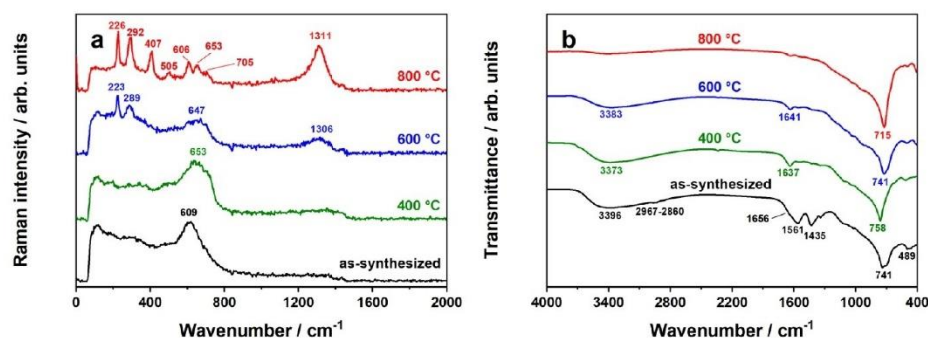 a
226
292
407
505
606
653
705
1311
800 °C
223
289
647
1306
600 °C
653
400 °C
609
as-synthesized
0 400 800 1200 1600 2000
Wavenumber / cm-1
Raman intensity / arb. units
b
800 °C
715
600 °C
3383
1641
741
400 °C
3373
1637
758
as-synthesized
3396
2967-2860
1656
1561
1435
741
489
4000 3400 2800 2200 1600 1000 400
Wavenumber / cm-1
Transmittance / arb. units